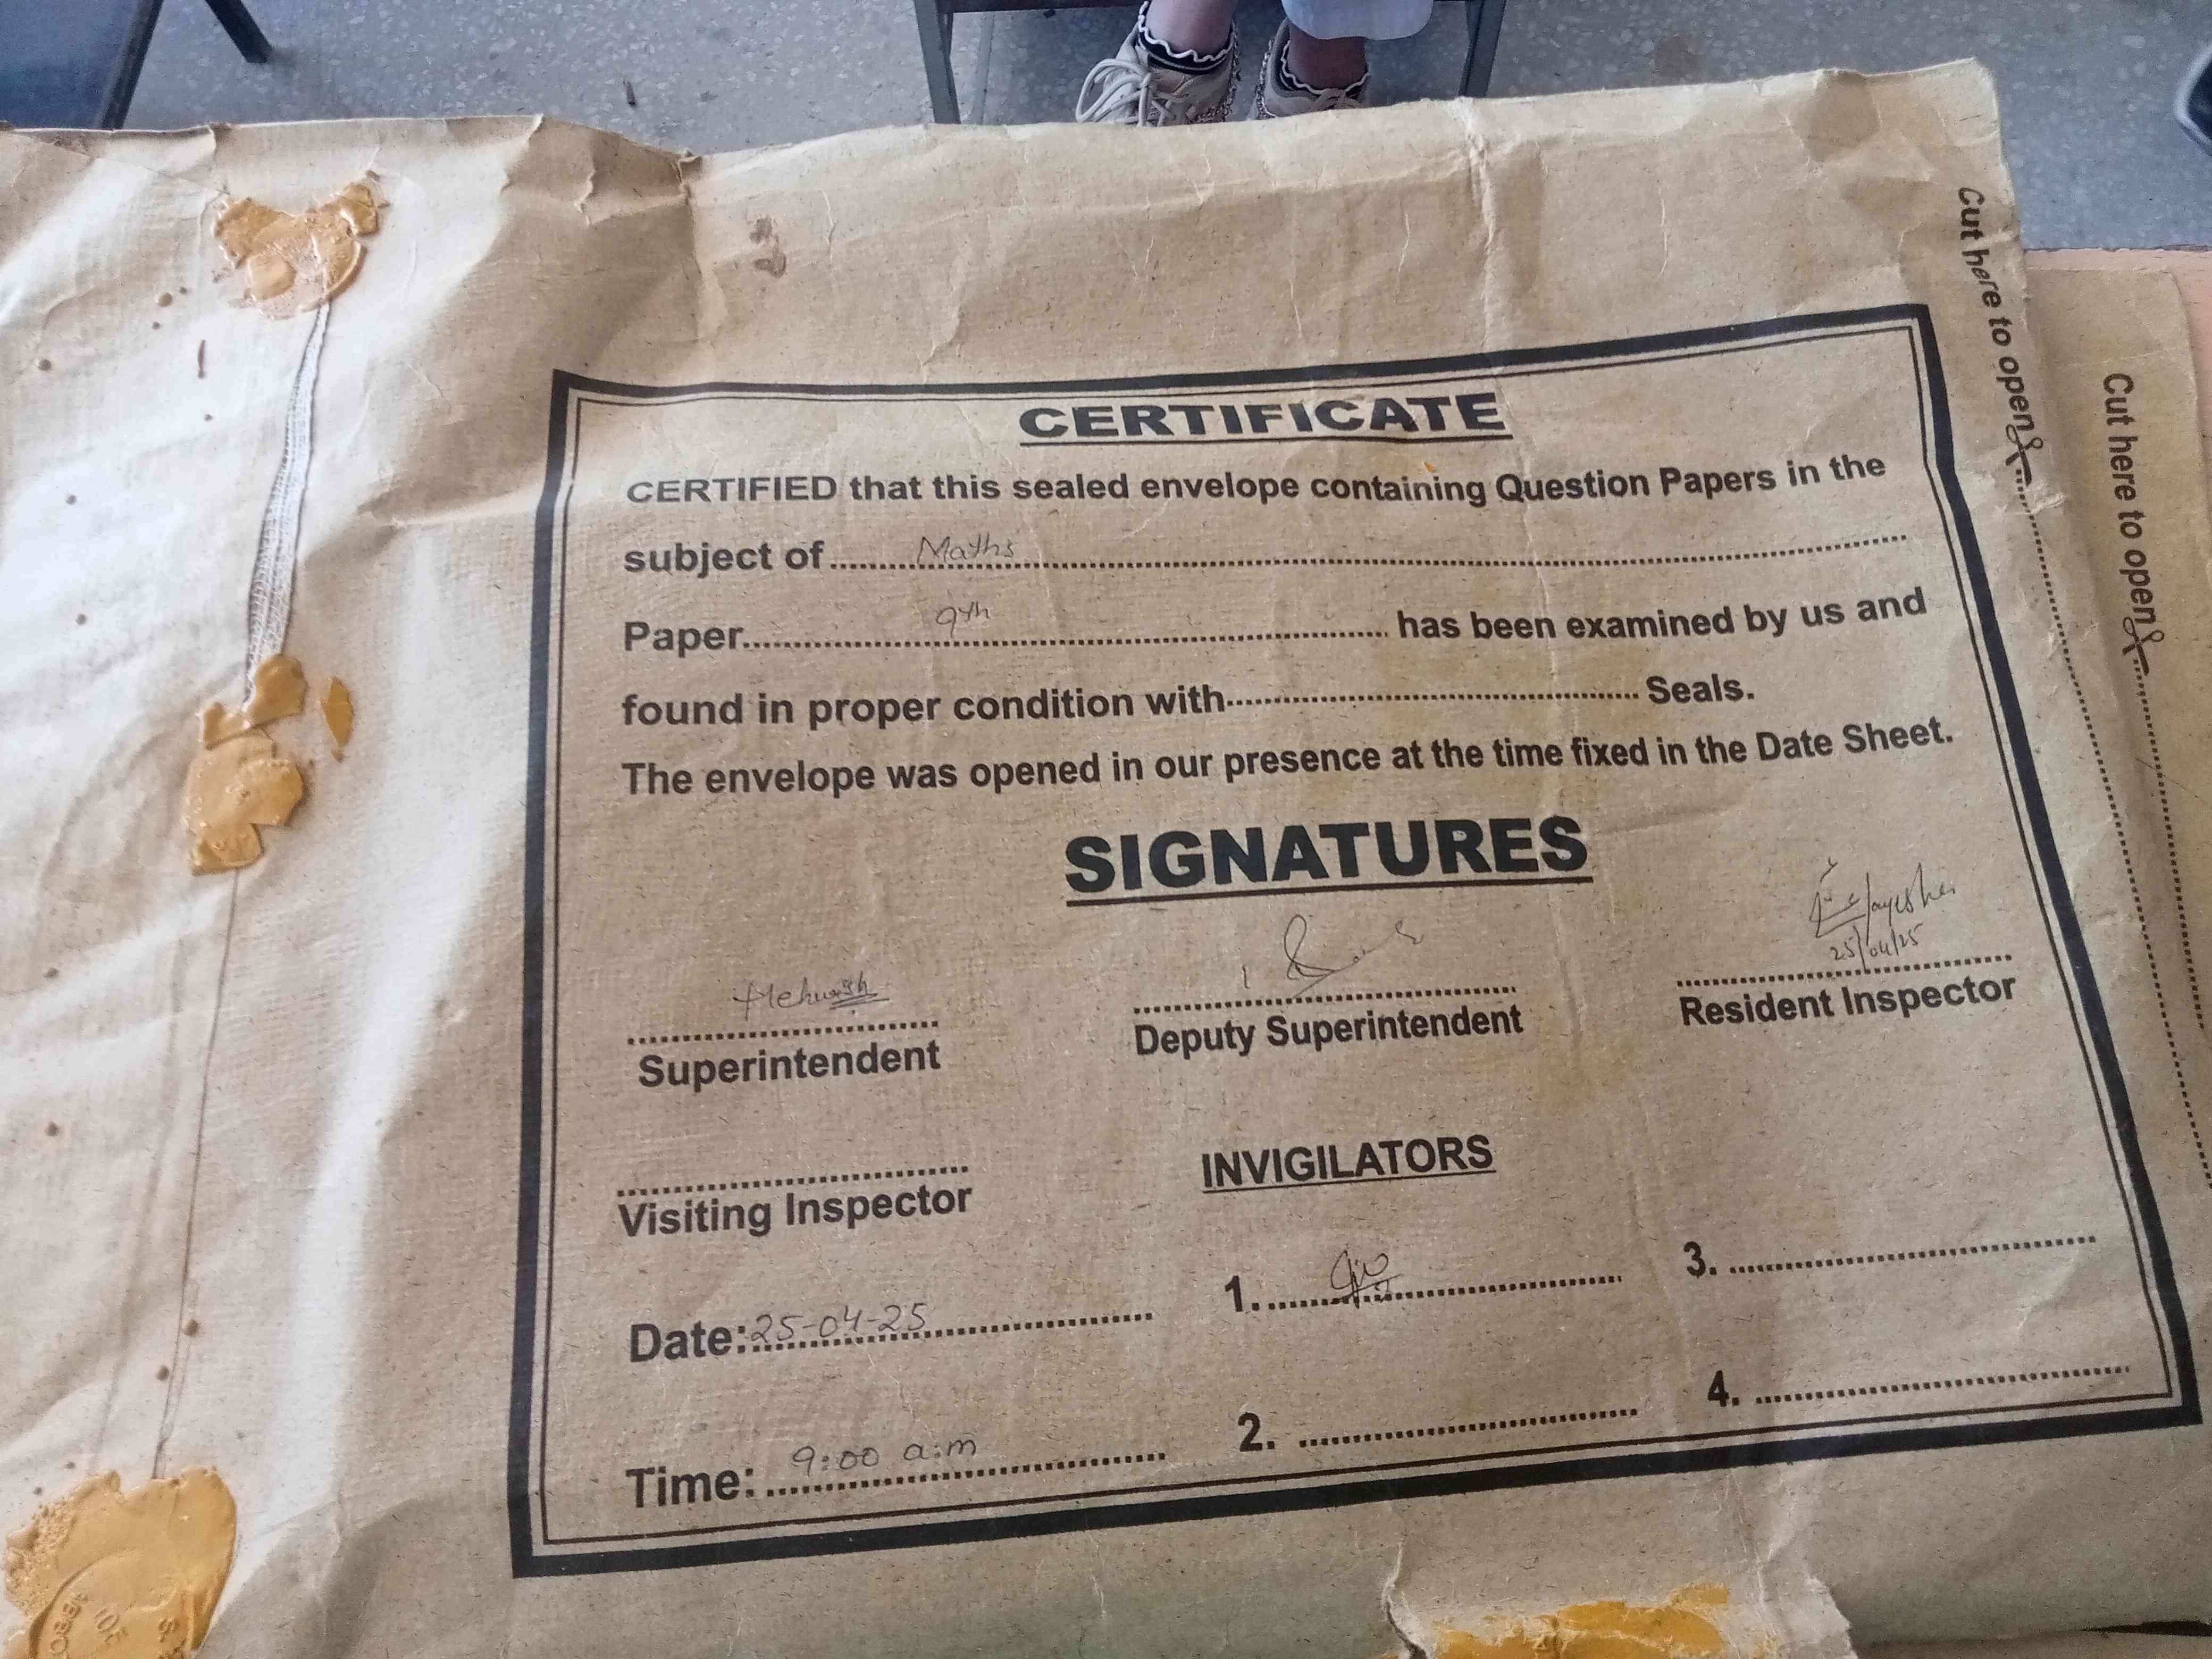 CERTIFICATE
CERTIFIED that this sealed envelope containing Question Papers in the
subject of Maths
Paper 9th has been examined by us and
found in proper condition with Seals.
The envelope was opened in our presence at the time fixed in the Date Sheet.
SIGNATURES
Mehwish
25/04/25
Superintendent
Deputy Superintendent
Resident Inspector
Visiting Inspector
INVIGILATORS
Date: 25-04-25
1.
3.
Time: 9:00 a.m
2.
4.
Cut here to open
Cut here to open